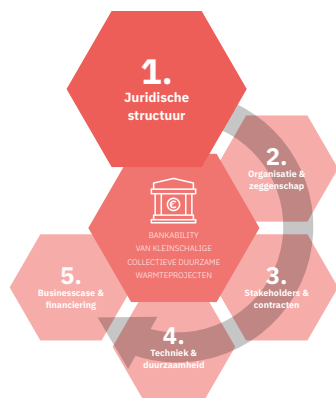 1.
Juridische
structuur
2.
Organisatie &
zeggenschap
€
BANKABILITY
VAN KLEINSCHALIGE
COLLECTIEVE DUURZAME
WARMTEPROJECTEN
5.
Businesscase &
financiering
3.
Stakeholders &
contracten
4.
Techniek &
duurzaamheid